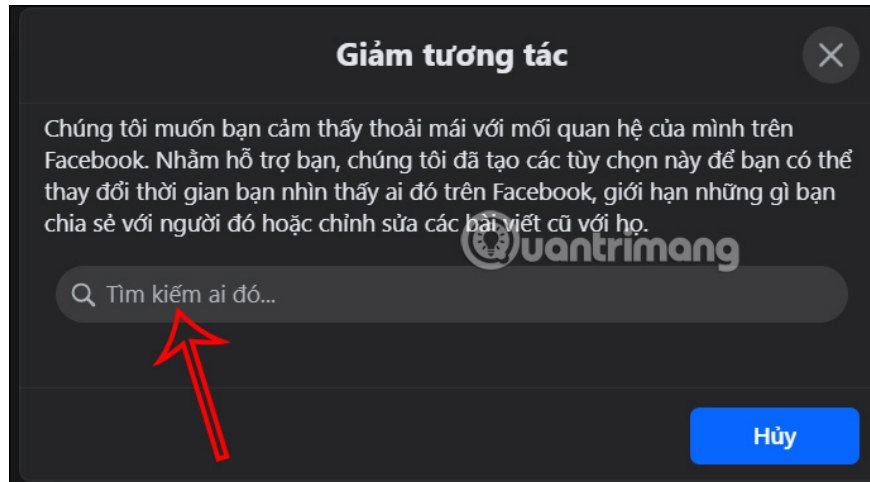 Giảm tương tác
Chúng tôi muốn bạn cảm thấy thoải mái với mối quan hệ của mình trên
Facebook. Nhằm hỗ trợ bạn, chúng tôi đã tạo các tùy chọn này để bạn có thể
thay đổi thời gian bạn nhìn thấy ai đó trên Facebook, giới hạn những gì bạn
chia sẻ với người đó hoặc chỉnh sửa các bài viết cũ với họ.
Quantrimang
Tìm kiếm ai đó...
Hủy